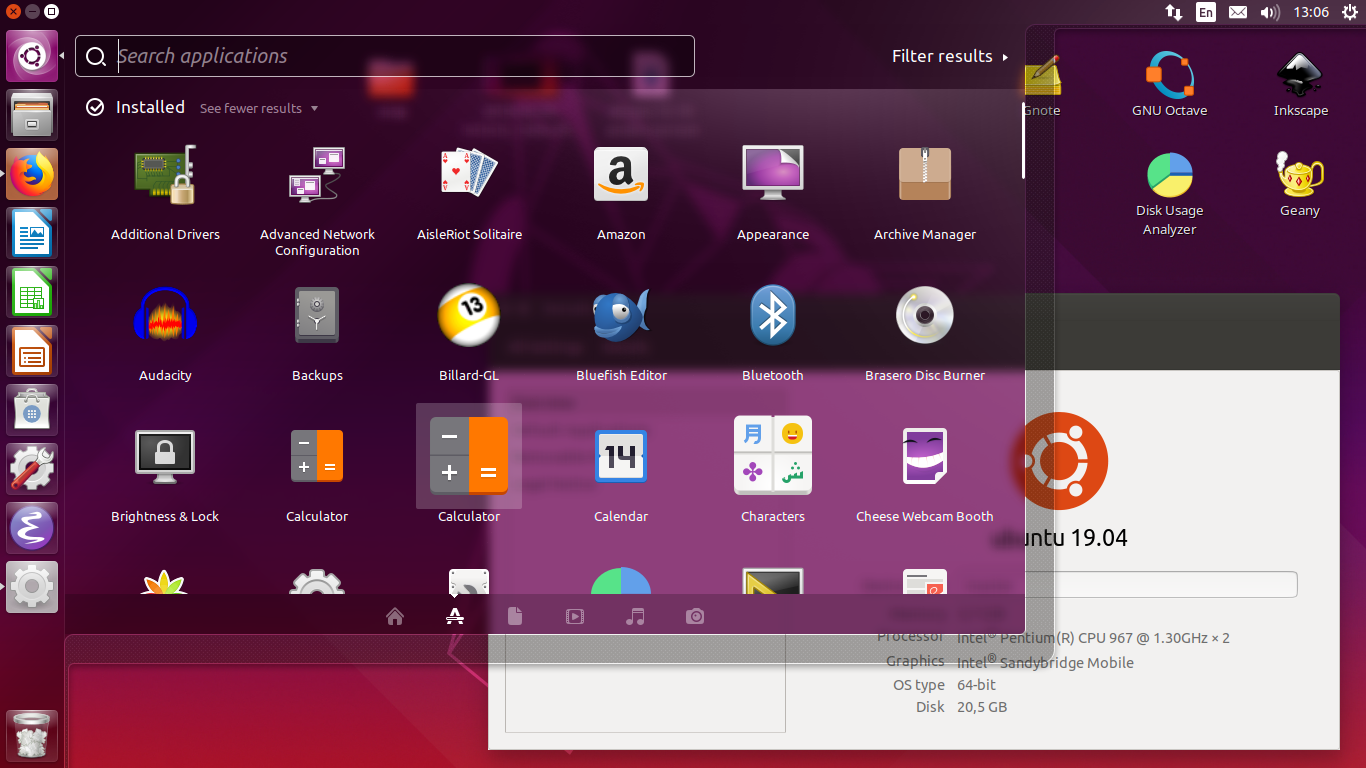 En
13:06
Search applications
Filter results
Installed See fewer results
Gnote
GNU Octave
Inkscape
Additional Drivers
Advanced Network
Configuration
AisleRiot Solitaire
Amazon
Appearance
Archive Manager
Disk Usage
Analyzer
Geany
13
Audacity
Backups
Billard-GL
Bluefish Editor
Bluetooth
Brasero Disc Burner
14
月
ش
Brightness & Lock
Calculator
Calculator
Calendar
Characters
Cheese Webcam Booth
ubuntu 19.04
Processor Intel® Pentium(R) CPU 967 @ 1.30GHz × 2
Graphics Intel® Sandybridge Mobile
OS type 64-bit
Disk 20,5 GB